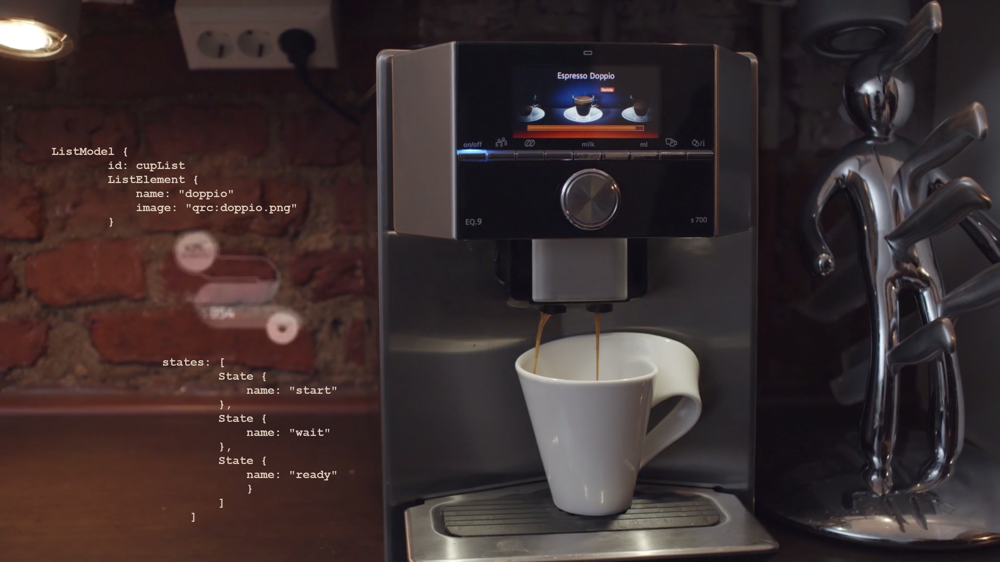 ListModel {
id: cupList
ListElement {
name: "doppio"
image: "qrc:doppio.png"
}
states: [
State {
name: "start"
},
State {
name: "wait"
},
State {
name: "ready"
}
]
]
Espresso Doppio
Barista
on/off
milk
ml
i
EQ.9
s700